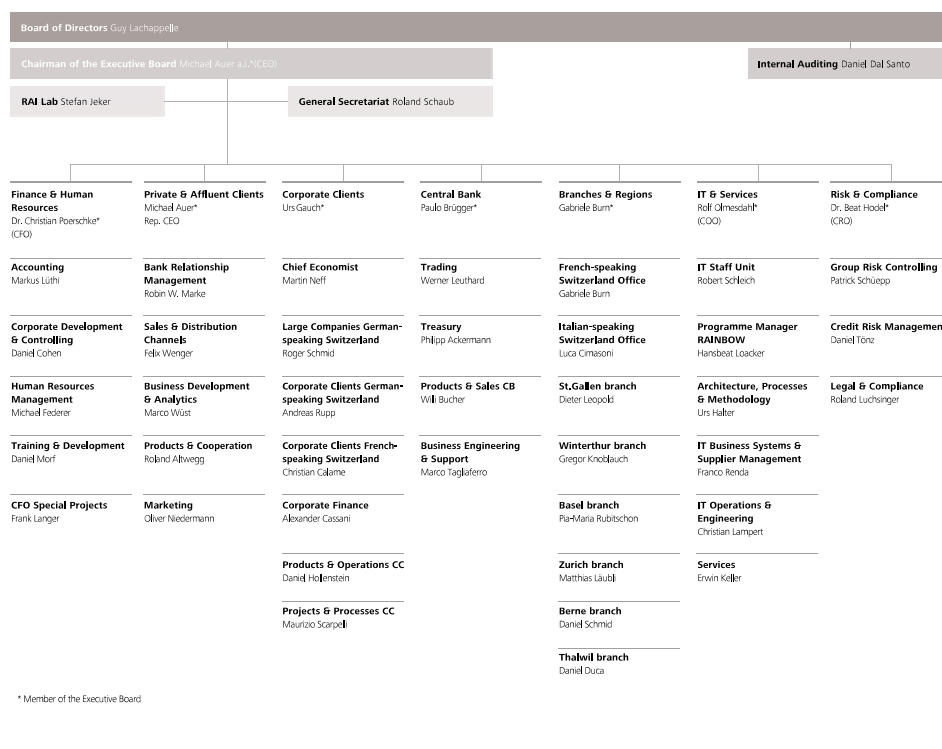 Board of Directors Guy Lachappelle
Chairman of the Executive Board Michael Auer a.i.*(CEO)
Internal Auditing Daniel Dal Santo
RAI Lab Stefan Jeker
General Secretariat Roland Schaub
Finance & Human
Resources
Dr. Christian Poerschke*
(CFO)
Accounting
Markus Lüthi
Corporate Development
& Controlling
Daniel Cohen
Human Resources
Management
Michael Federer
Training & Development
Daniel Morf
CFO Special Projects
Frank Langer
Private & Affluent Clients
Michael Auer*
Rep. CEO
Bank Relationship
Management
Robin W. Marke
Sales & Distribution
Channels
Felix Wenger
Business Development
& Analytics
Marco Wüst
Products & Cooperation
Roland Altwegg
Marketing
Oliver Niedermann
Corporate Clients
Urs Gauch*
Chief Economist
Martin Neff
Large Companies German-
speaking Switzerland
Roger Schmid
Corporate Clients German-
speaking Switzerland
Andreas Rupp
Corporate Clients French-
speaking Switzerland
Christian Calame
Corporate Finance
Alexander Cassani
Products & Operations CC
Daniel Hollenstein
Projects & Processes CC
Maurizio Scarpelli
Central Bank
Paulo Brügger*
Trading
Werner Leuthard
Treasury
Philipp Ackermann
Products & Sales CB
Willi Bucher
Business Engineering
& Support
Marco Tagliaferro
Branches & Regions
Gabriele Burn*
French-speaking
Switzerland Office
Gabriele Burn
Italian-speaking
Switzerland Office
Luca Cimasoni
St.Gallen branch
Dieter Leopold
Winterthur branch
Gregor Knoblauch
Basel branch
Pia-Maria Rubitschon
Zurich branch
Matthias Läubli
Berne branch
Daniel Schmid
Thalwil branch
Daniel Duca
IT & Services
Rolf Olmesdahl*
(COO)
IT Staff Unit
Robert Schleich
Programme Manager
RAINBOW
Hansbeat Loacker
Architecture, Processes
& Methodology
Urs Halter
IT Business Systems &
Supplier Management
Franco Renda
IT Operations &
Engineering
Christian Lampert
Services
Erwin Keller
Risk & Compliance
Dr. Beat Hodel*
(CRO)
Group Risk Controlling
Patrick Schüepp
Credit Risk Managemen
Daniel Tönz
Legal & Compliance
Roland Luchsinger
* Member of the Executive Board